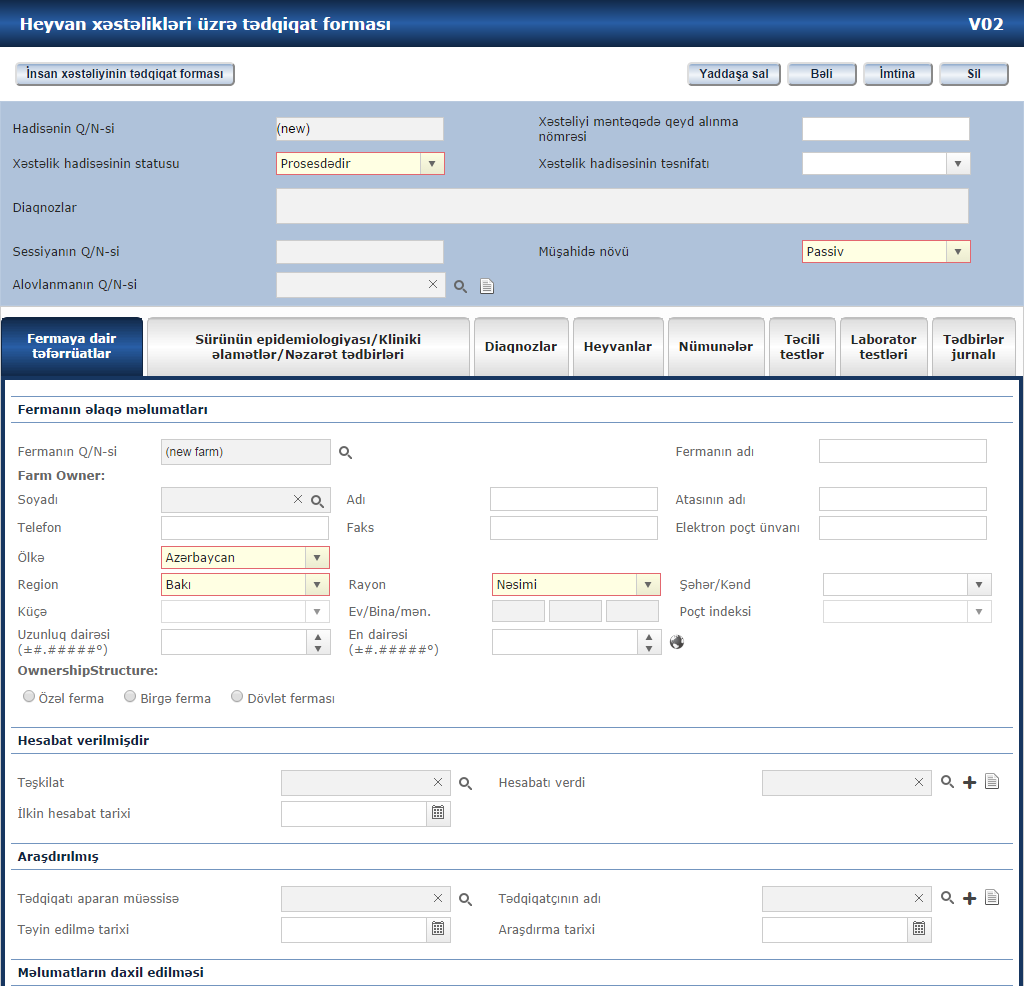 Heyvan xəstəlikləri üzrə tədqiqat forması V02
İnsan xəstəliyinin tədqiqat forması Yaddaşa sal Bəli İmtina Sil
Hadisənin Q/N-si (new) Xəstəliyi məntəqədə qeyd alınma
nömrəsi
Xəstəlik hadisəsinin statusu Prosesdədir Xəstəlik hadisəsinin təsnifatı
Diaqnozlar
Sessiyanın Q/N-si Müşahidə növü Passiv
Alovlanmanın Q/N-si
Fermaya dair
təfərrüatlar
Sürünün epidemiologiyası/Kliniki
əlamətlər/Nəzarət tədbirləri
Diaqnozlar
Heyvanlar
Nümunələr
Təcili
testlər
Laborator
testləri
Tədbirlər
jurnalı
Fermanın əlaqə məlumatları
Fermanın Q/N-si (new farm) Fermanın adı
Farm Owner:
Soyadı Adı Atasının adı
Telefon Faks Elektron poçt ünvanı
Ölkə Azərbaycan
Region Bakı Rayon Nəsimi Şəhər/Kənd
Küçə Ev/Bina/mən. Poçt indeksi
Uzunluq dairəsi
(±#.#####º)
En dairəsi
(±#.#####º)
OwnershipStructure:
Özəl ferma Birgə ferma Dövlət ferması
Hesabat verilmişdir
Təşkilat Hesabatı verdi
İlkin hesabat tarixi
Araşdırılmış
Tədqiqatı aparan müəssisə Tədqiqatçının adı
Təyin edilmə tarixi Araşdırma tarixi
Məlumatların daxil edilməsi